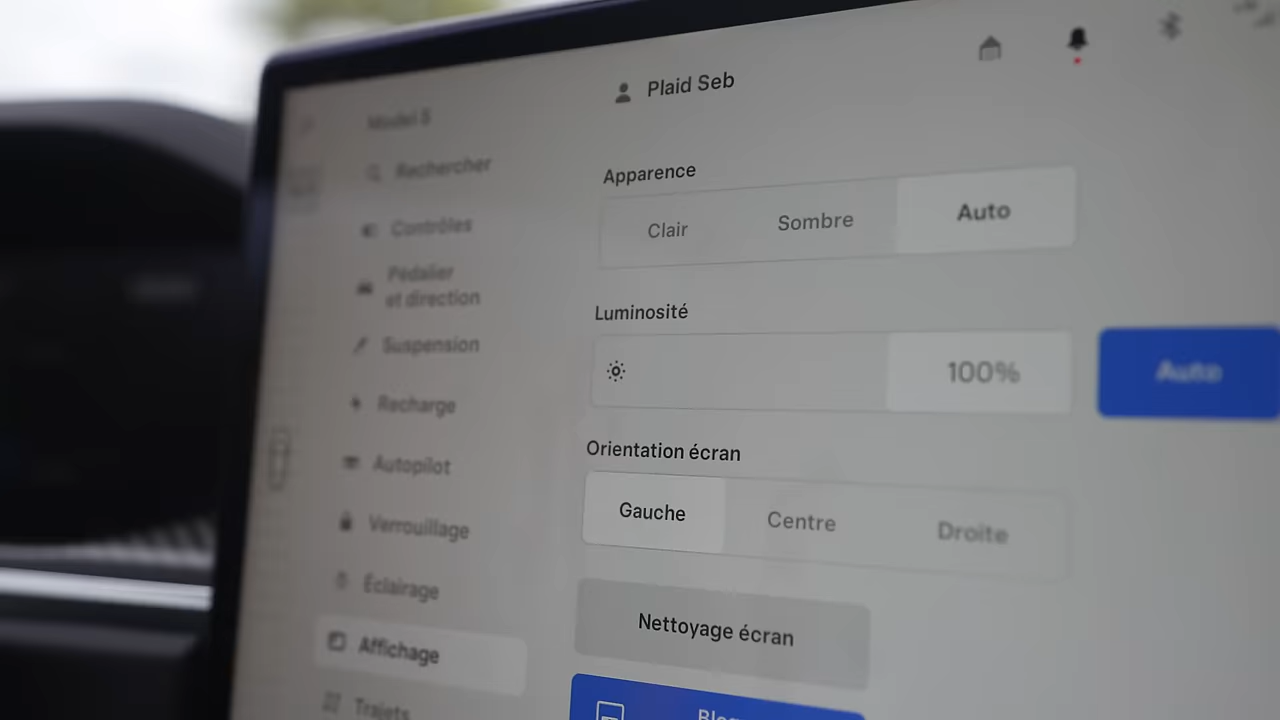 Model S
Rechercher
Contrôles
Pédalier
et direction
Suspension
Recharge
Autopilot
Verrouillage
Éclairage
Affichage
Trajets
Plaid Seb
Apparence
Clair Sombre Auto
Luminosité
100% Auto
Orientation écran
Gauche Centre Droite
Nettoyage écran